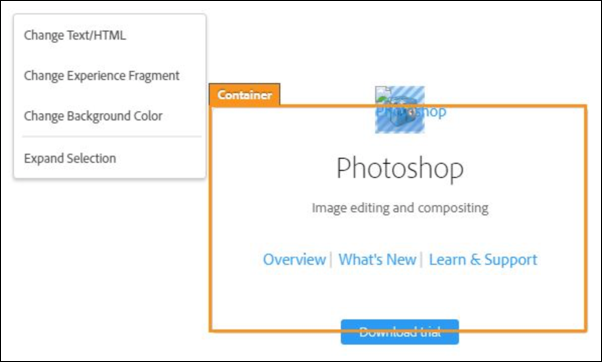 Change Text/HTML
Change Experience Fragment
Change Background Color
Expand Selection
Container
Photoshop
Photoshop
Image editing and compositing
Overview | What's New | Learn & Support
Download trial